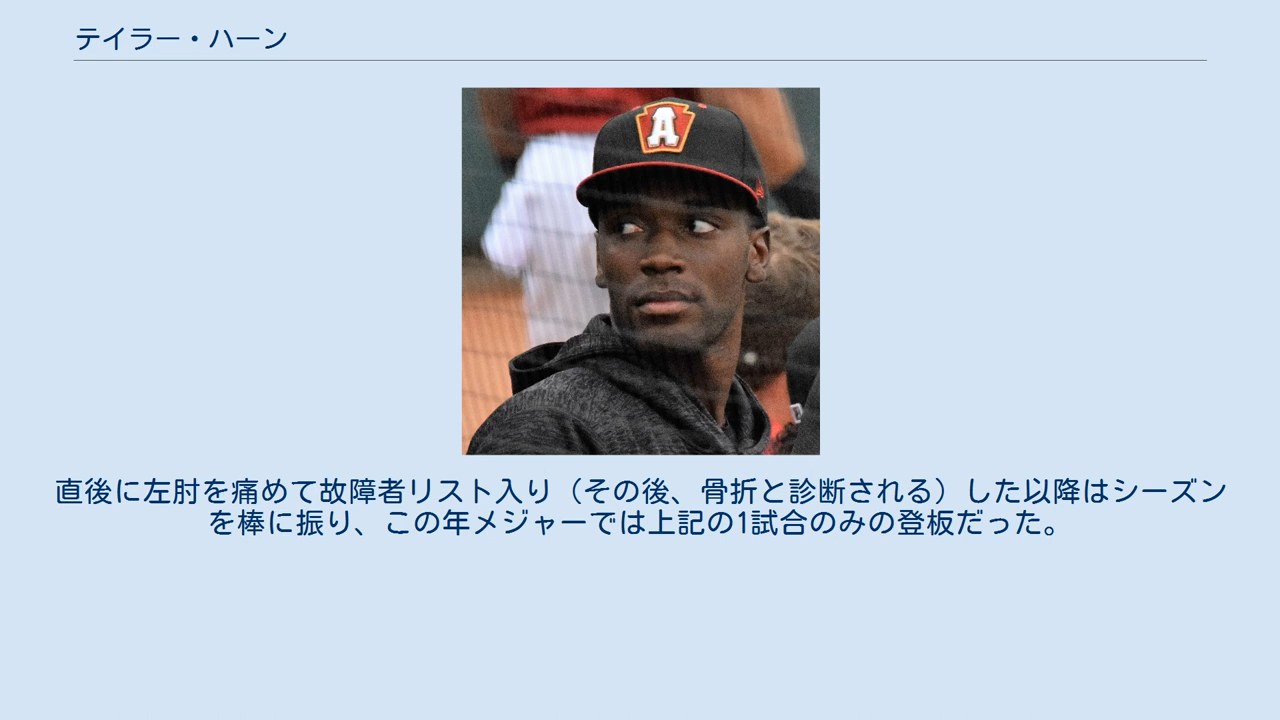 テイラー・ハーン
A
直後に左肘を痛めて故障者リスト入り（その後、骨折と診断される）した以降はシーズン
を棒に振り、この年メジャーでは上記の1試合のみの登板だった。